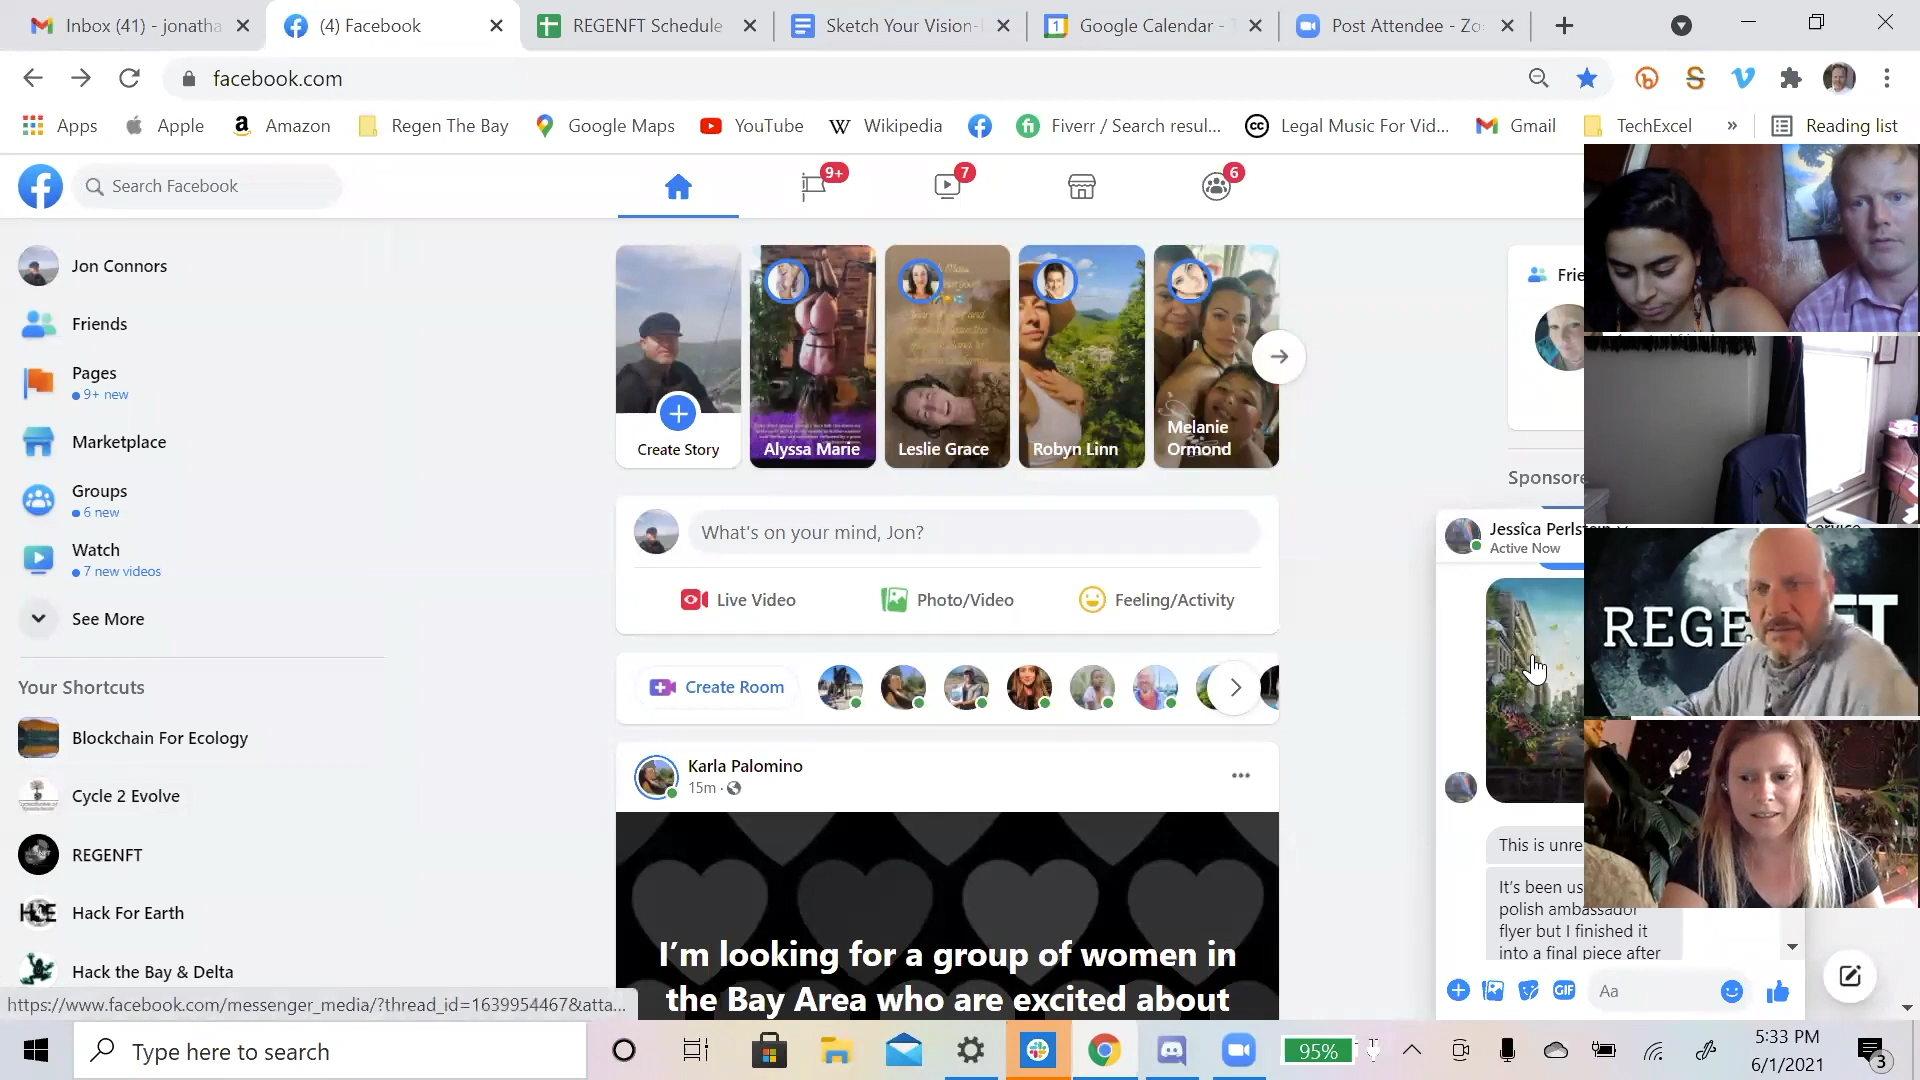 Inbox (41) - jonatha
(4) Facebook
REGENFT Schedule
Sketch Your Vision-
Google Calendar -
Post Attendee - Zo
facebook.com
Apps
Apple
Amazon
Regen The Bay
Google Maps
YouTube
Wikipedia
Fiverr / Search resul...
Legal Music For Vid...
Gmail
TechExcel
»
Reading list
Search Facebook
9+
7
6
Jon Connors
Friends
Pages
9+ new
Marketplace
Groups
6 new
Watch
7 new videos
See More
Your Shortcuts
Blockchain For Ecology
Cycle 2 Evolve
REGENFT
Hack For Earth
Hack the Bay & Delta
Create Story
Alyssa Marie
Leslie Grace
Robyn Linn
Melanie
Ormond
What's on your mind, Jon?
Live Video
Photo/Video
Feeling/Activity
Create Room
Karla Palomino
15m ·
I'm looking for a group of women in
the Bay Area who are excited about
Frie
Sponsore
Jessica Perlstein
Active Now
REGE FT
This is unre
It's been us
polish ambassador
flyer but I finished it
into a final piece after
GIF
Aa
https://www.facebook.com/messenger_media/?thread_id=1639954467&atta...
Type here to search
95%
5:33 PM
6/1/2021
3